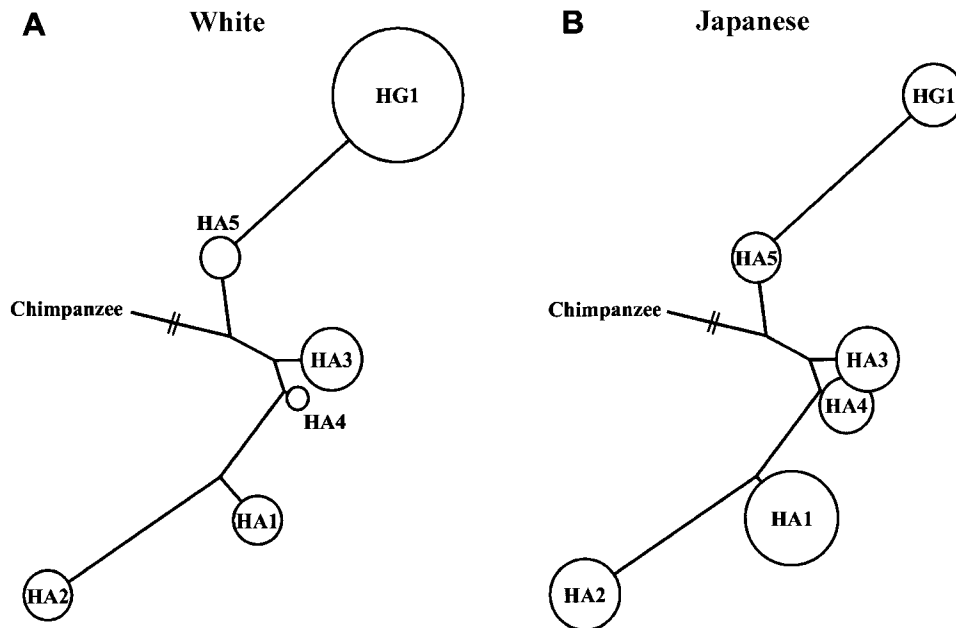 A White
HG1
HA5
Chimpanzee
HA3
HA4
HA1
HA2
B Japanese
HG1
HA5
Chimpanzee
HA3
HA4
HA1
HA2